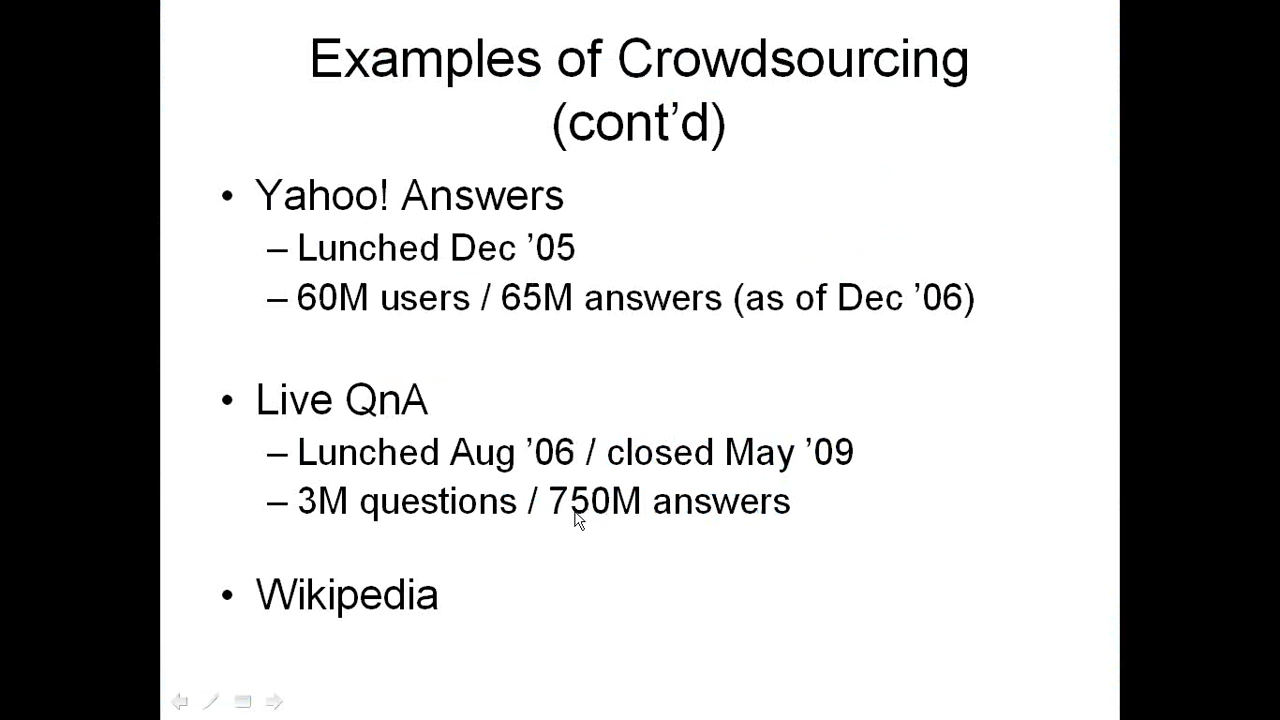 Examples of Crowdsourcing
(cont’d)
• Yahoo! Answers
– Lunched Dec ’05
– 60M users / 65M answers (as of Dec ’06)
• Live QnA
– Lunched Aug ’06 / closed May ’09
– 3M questions / 750M answers
• Wikipedia